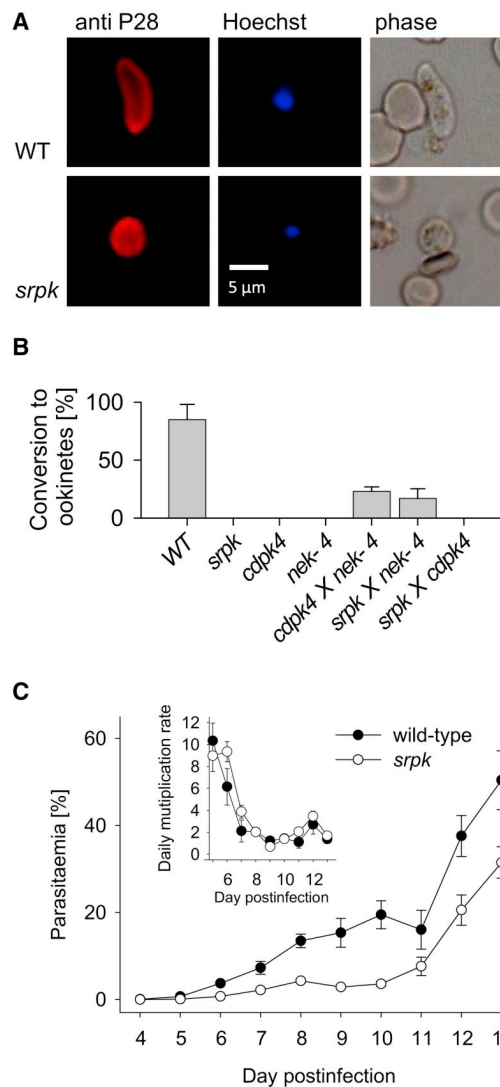 A
anti P28
Hoechst
phase
WT
srpk
5 µm
B
Conversion to
ookinetes [%]
100
50
0
WT
srpk
cdpk4
nek- 4
cdpk4 X nek- 4
srpk X nek- 4
srpk X cdpk4
C
Parasitaemia [%]
60
40
20
0
Daily mutiplication rate
12
10
8
6
4
2
0
6 8 10 12
Day postinfection
wild-type
srpk
4 5 6 7 8 9 10 11 12 1
Day postinfection